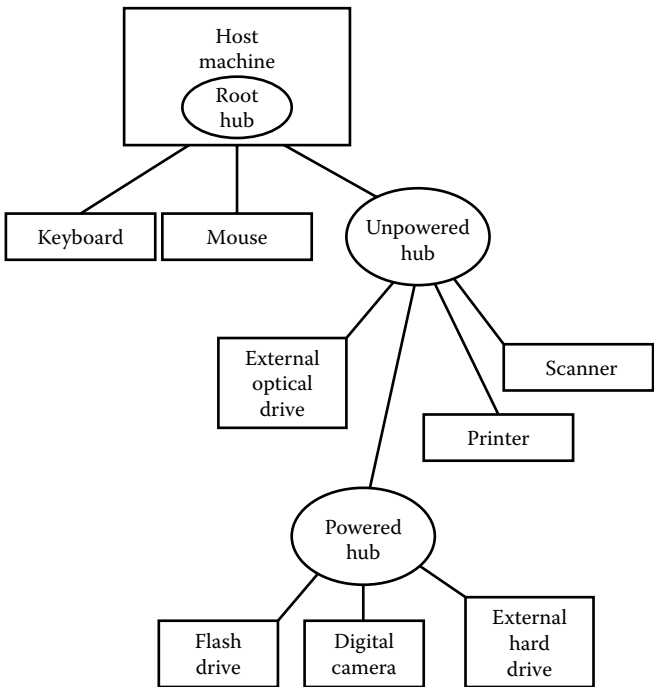 Host
machine
Root
hub
Keyboard
Mouse
Unpowered
hub
External
optical
drive
Scanner
Printer
Powered
hub
Flash
drive
Digital
camera
External
hard
drive